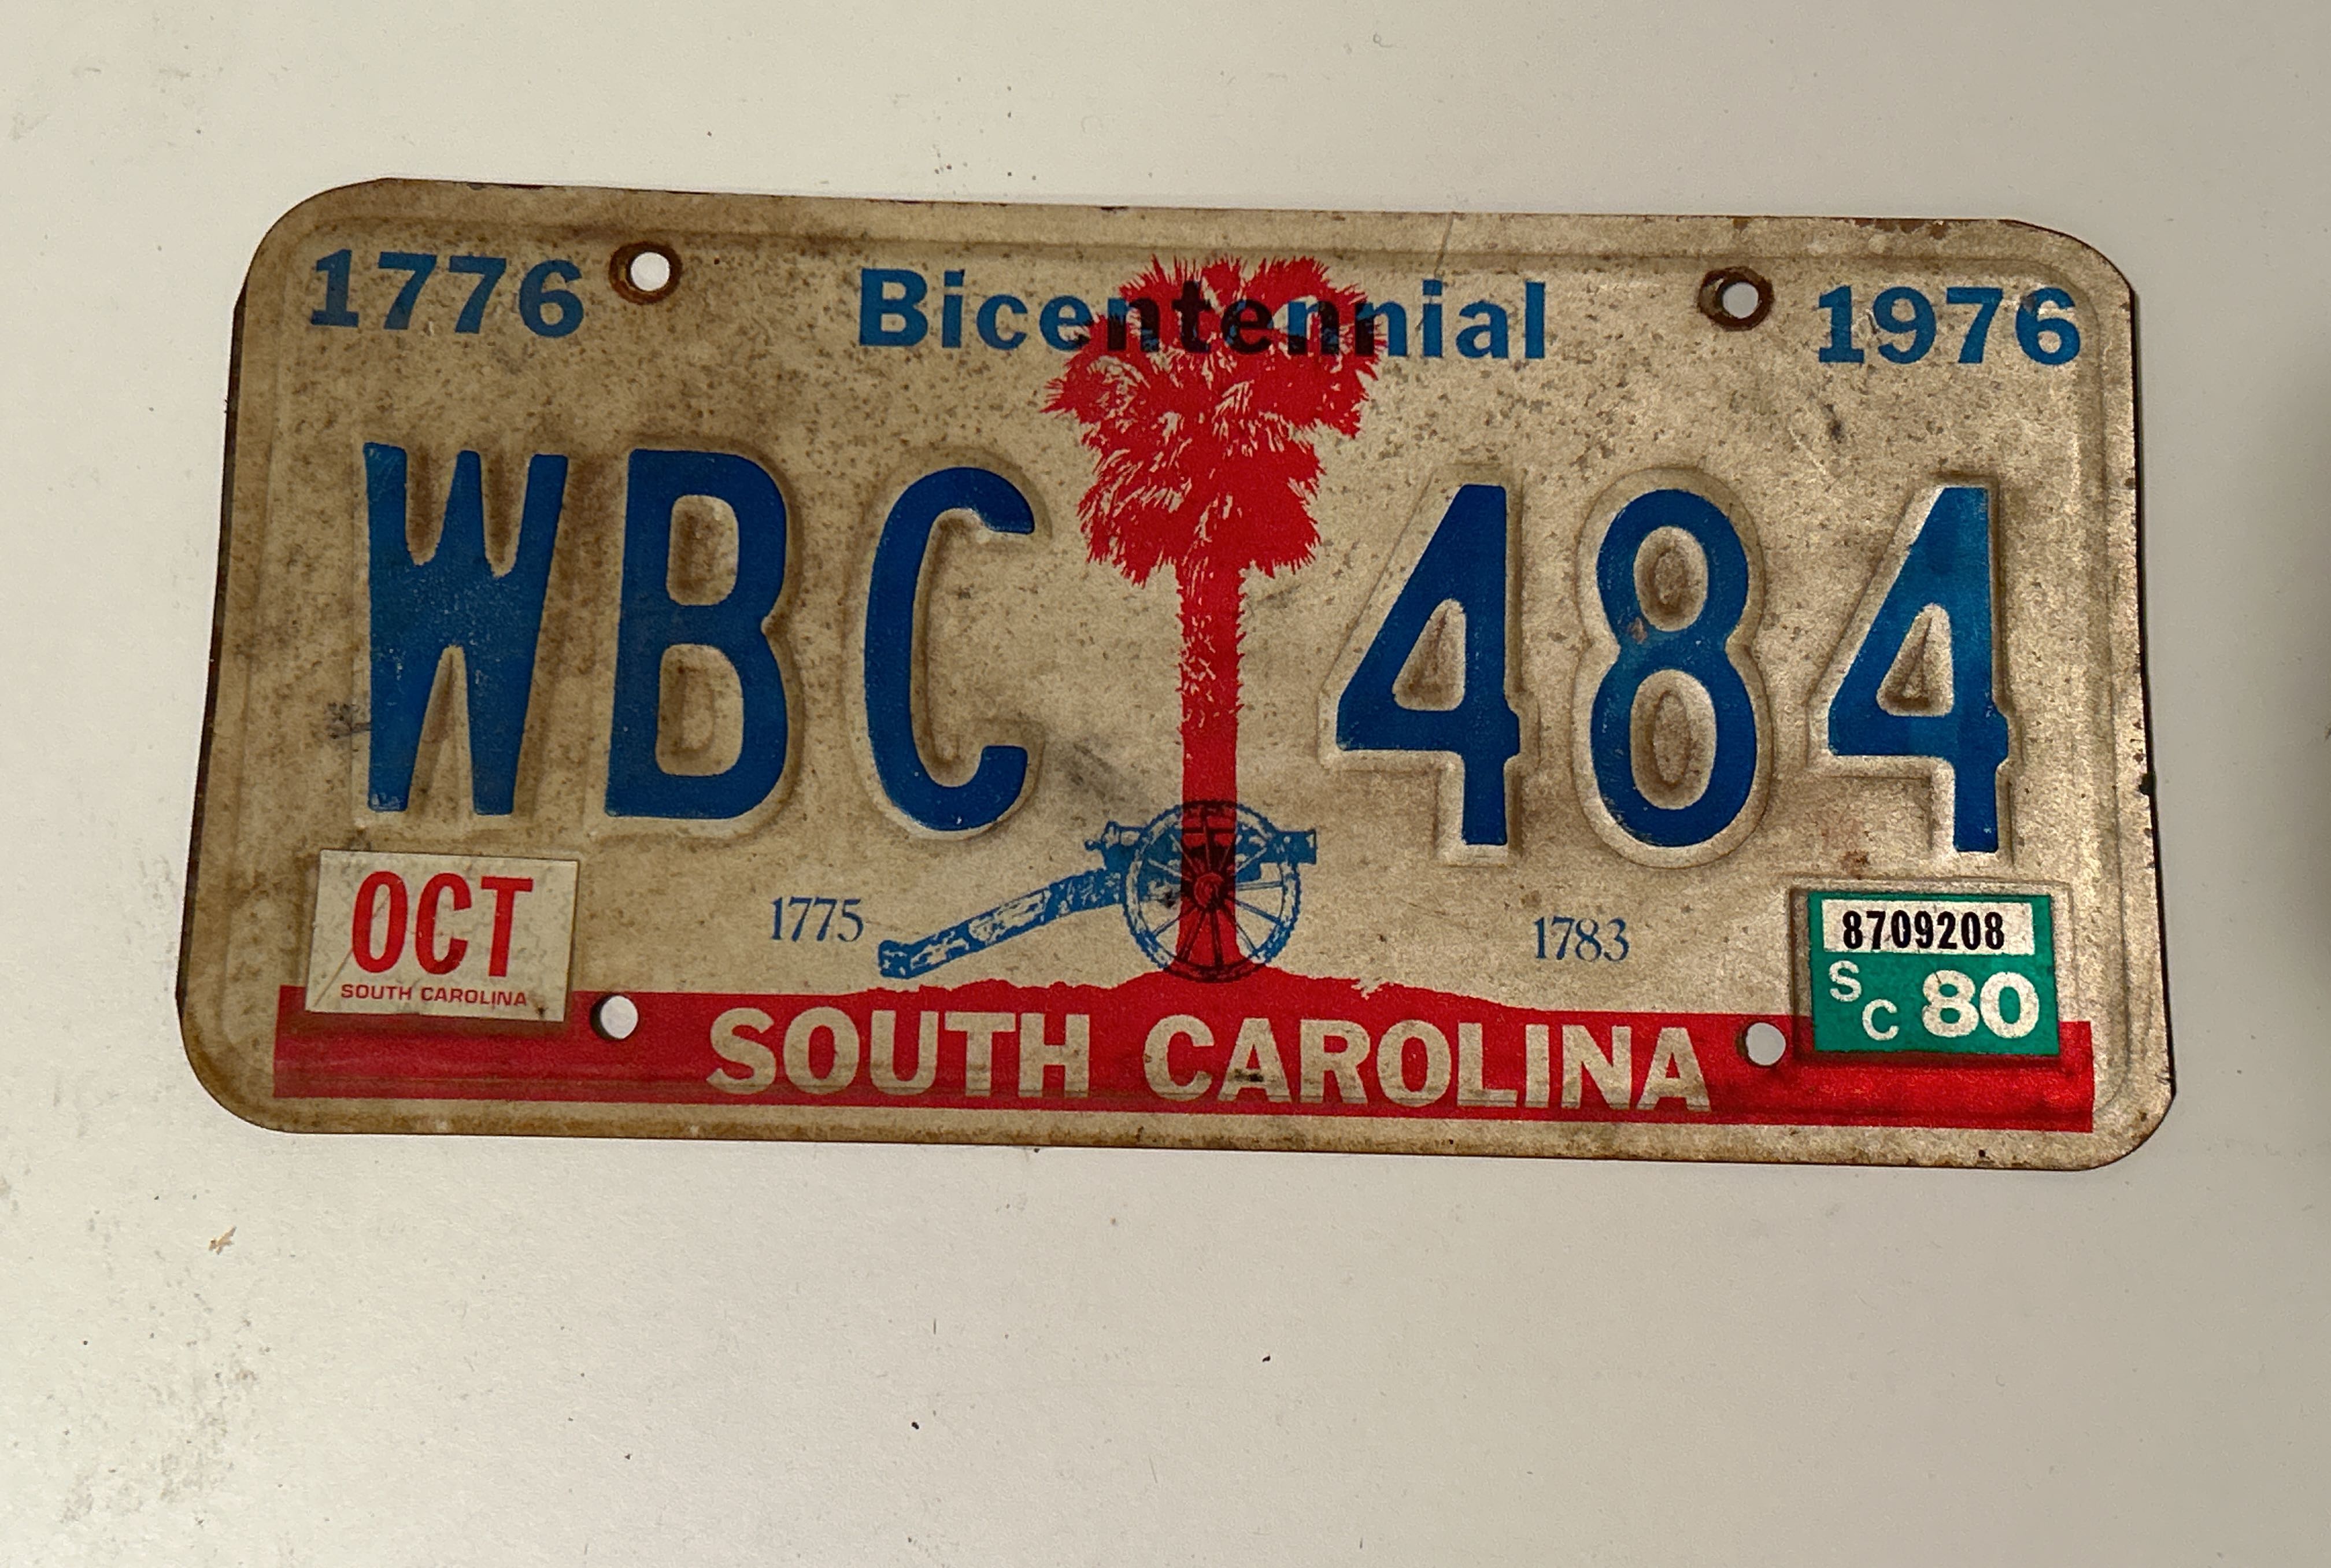 1776 Bicentennial 1976
WBC 484
OCT
SOUTH CAROLINA
1775 1783
8709208
SC 80
SOUTH CAROLINA